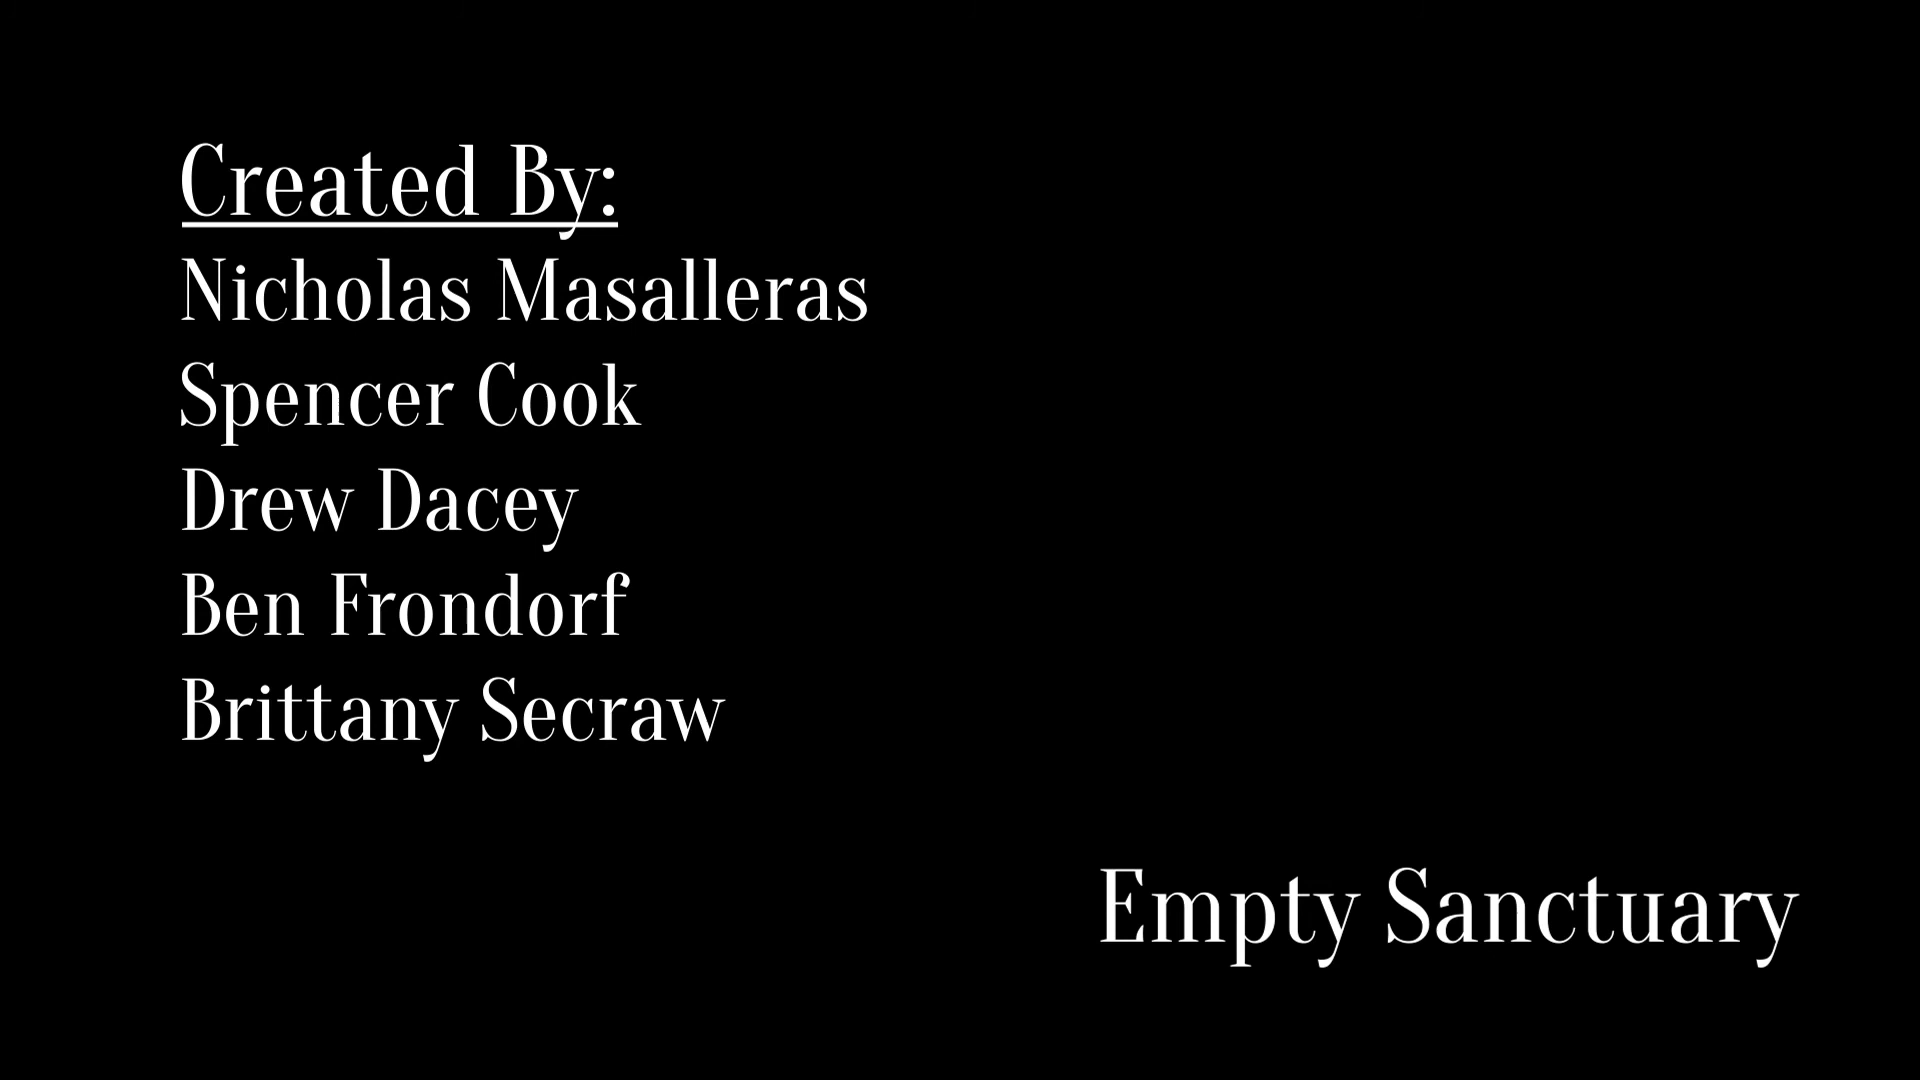 Created By:
Nicholas Masalleras
Spencer Cook
Drew Dacey
Ben Frondorf
Brittany Secraw
Empty Sanctuary